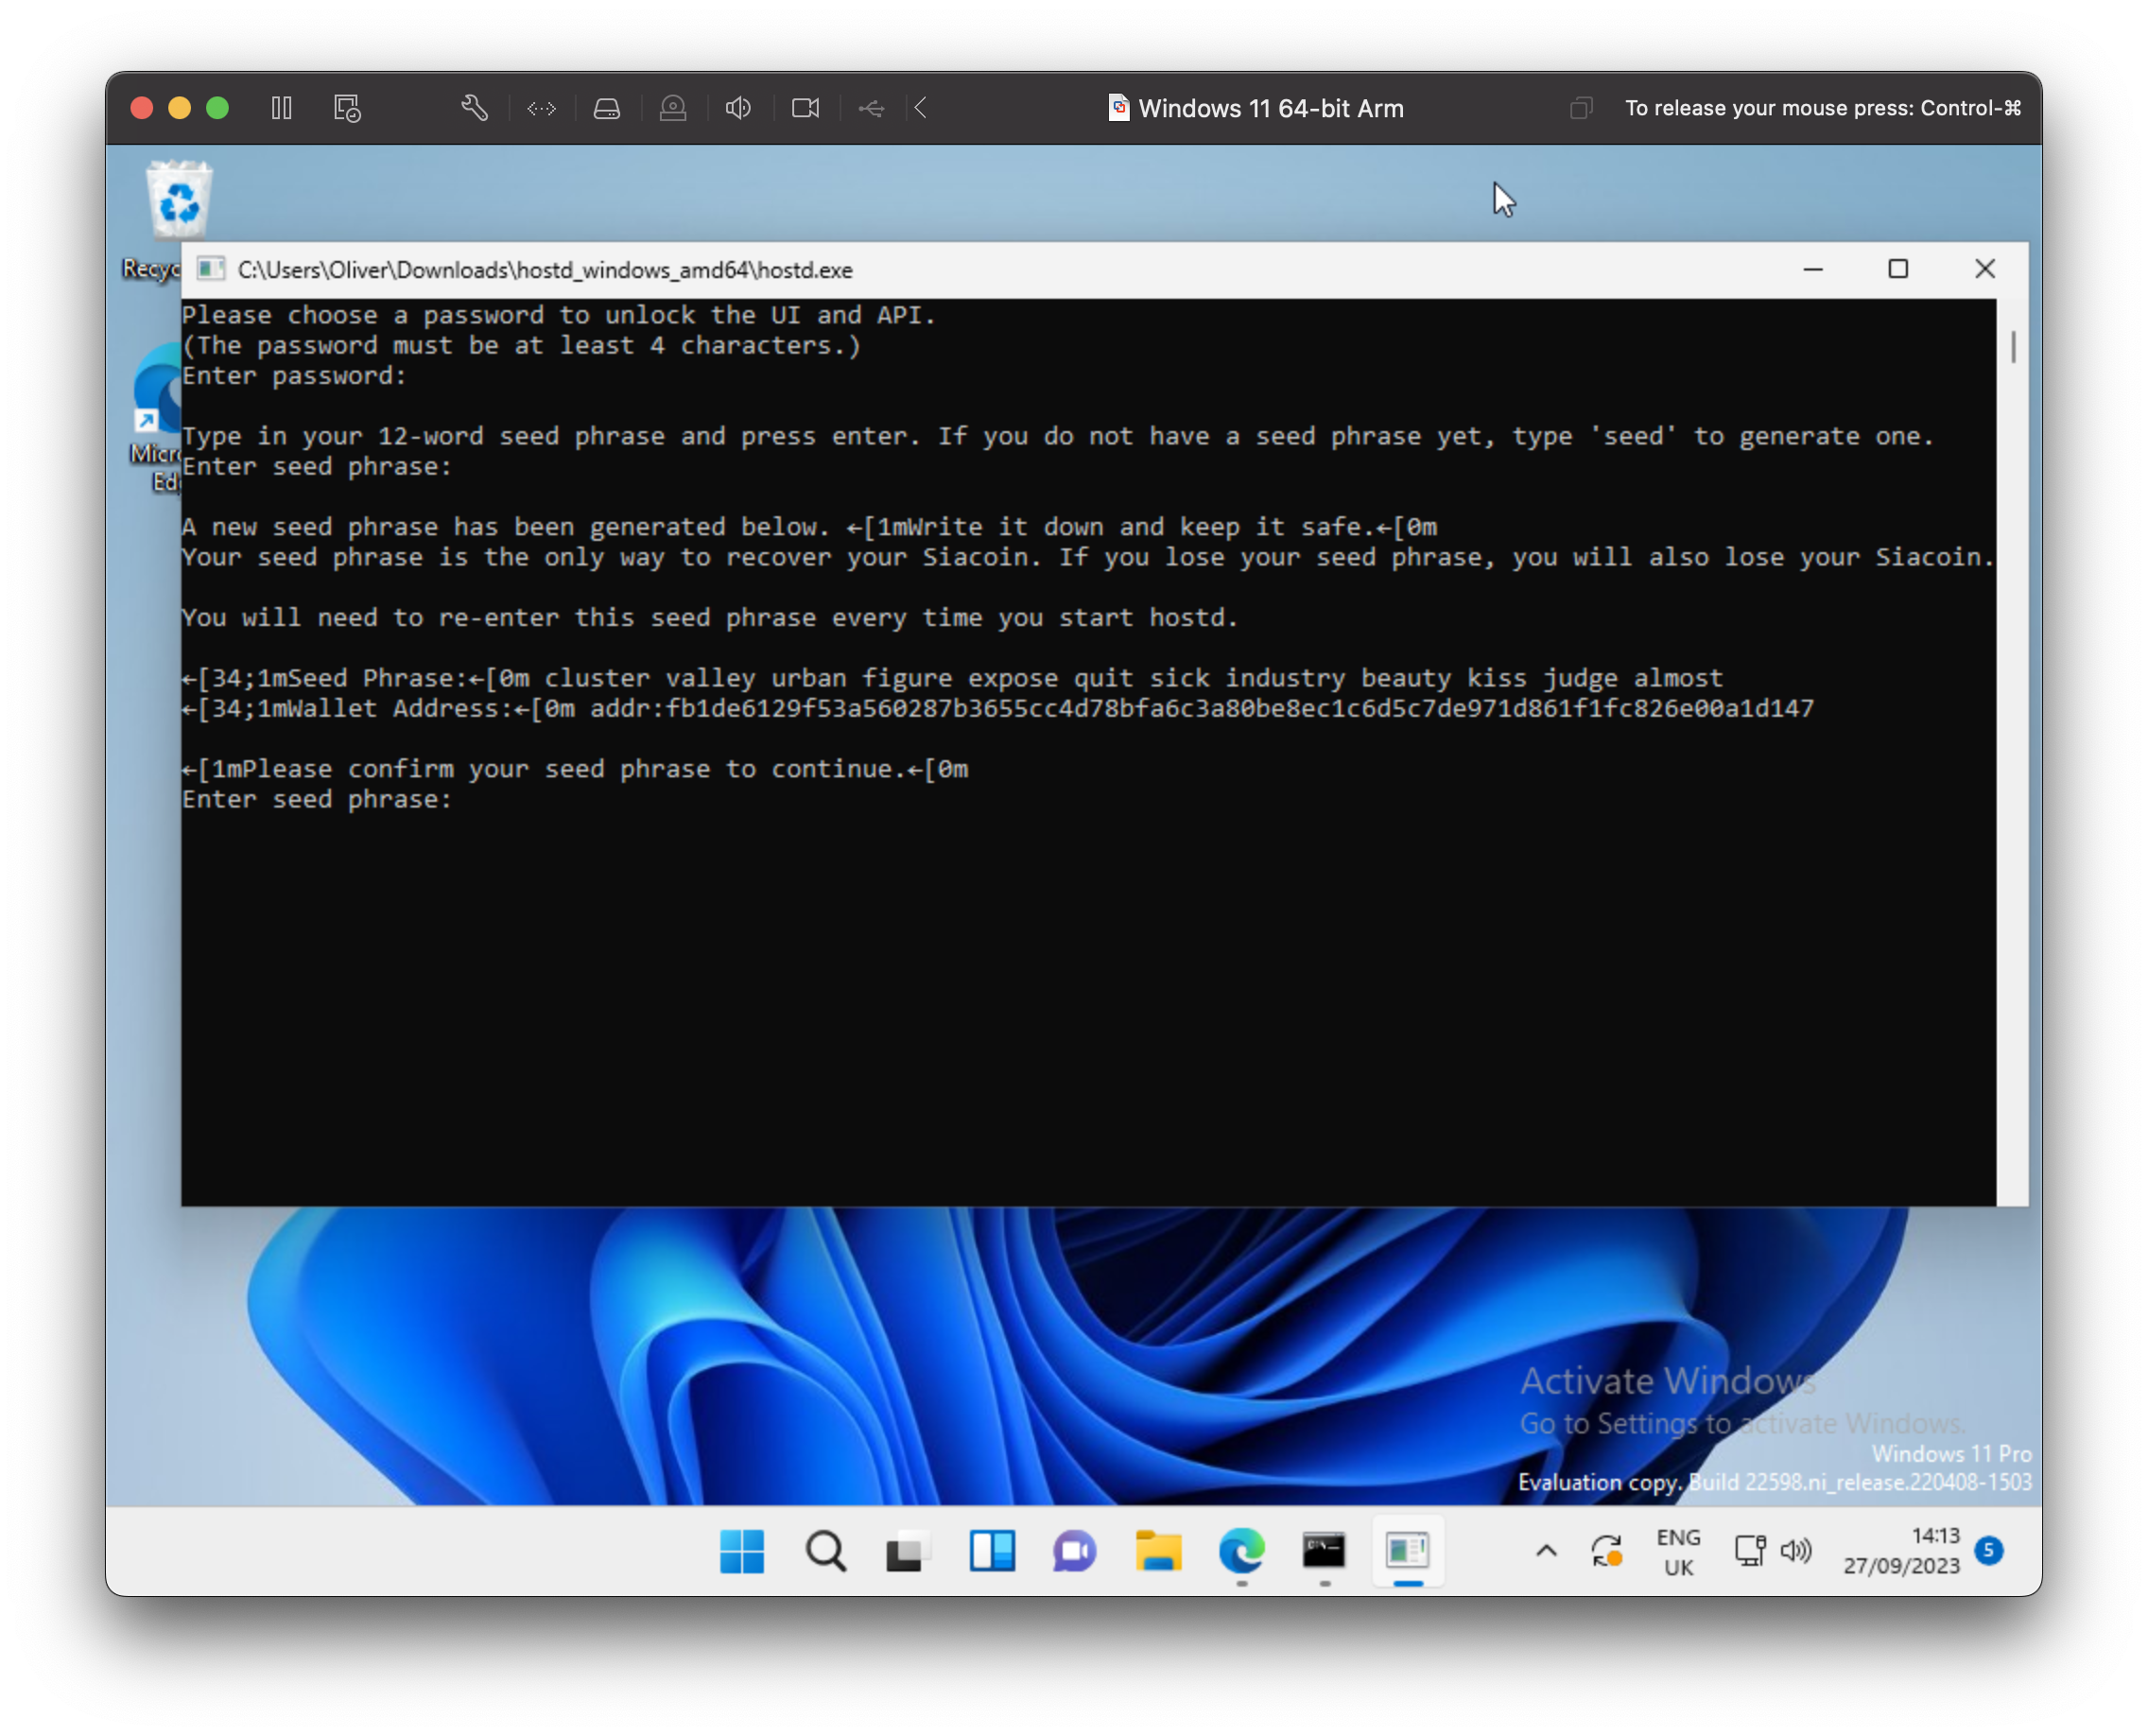 Windows 11 64-bit Arm
To release your mouse press: Control-⌘
C:\Users\Oliver\Downloads\hostd_windows_amd64\hostd.exe
Please choose a password to unlock the UI and API.
(The password must be at least 4 characters.)
Enter password:
Type in your 12-word seed phrase and press enter. If you do not have a seed phrase yet, type 'seed' to generate one.
Enter seed phrase:
A new seed phrase has been generated below. ←[1mWrite it down and keep it safe.←[0m
Your seed phrase is the only way to recover your Siacoin. If you lose your seed phrase, you will also lose your Siacoin.
You will need to re-enter this seed phrase every time you start hostd.
←[34;1mSeed Phrase:←[0m cluster valley urban figure expose quit sick industry beauty kiss judge almost
←[34;1mWallet Address:←[0m addr:fb1de6129f53a560287b3655cc4d78bfa6c3a80be8ec1c6d5c7de971d861f1fc826e00a1d147
←[1mPlease confirm your seed phrase to continue.←[0m
Enter seed phrase:
Recyc
Micr
Ed
Activate Windows
Go to Settings to activate Windows.
Windows 11 Pro
Evaluation copy. Build 22598.ni_release.220408-1503
ENG
UK
14:13
27/09/2023
5